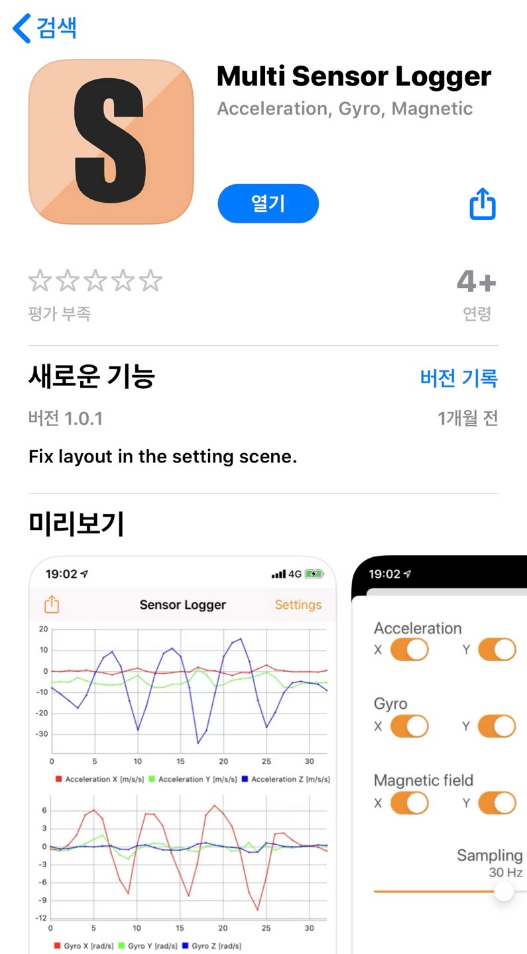 검색
S
Multi Sensor Logger
Acceleration, Gyro, Magnetic
열기
4+
평가 부족
연령
새로운 기능
버전 기록
버전 1.0.1
1개월 전
Fix layout in the setting scene.
미리보기
19:02
4G
Sensor Logger
Settings
20
10
0
-10
-20
-30
0 5 10 15 20 25 30
Acceleration X [m/s/s] Acceleration Y [m/s/s] Acceleration Z [m/s/s]
6
3
0
-3
-6
-9
-12
0 5 10 15 20 25 30
Gyro X [rad/s] Gyro Y [rad/s] Gyro Z [rad/s]
19:02
Acceleration
X Y
Gyro
X Y
Magnetic field
X Y
Sampling
30 Hz